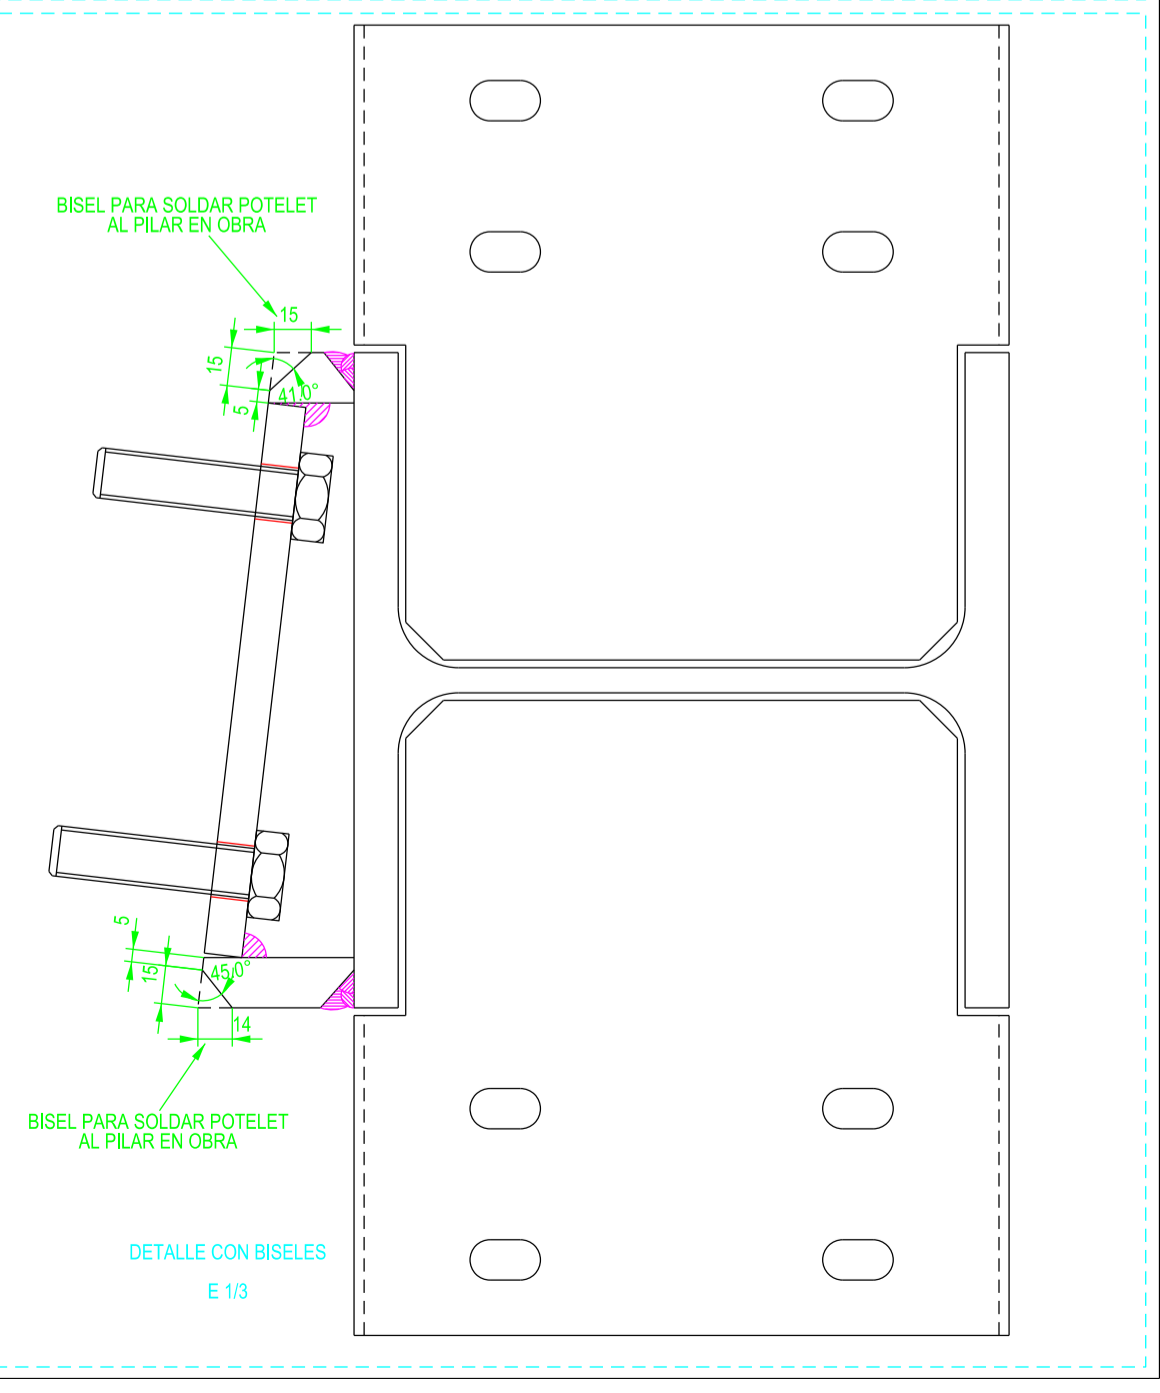 BISEL PARA SOLDAR POTELET
AL PILAR EN OBRA
15
15
5
41.0°
5
15
45.0°
14
BISEL PARA SOLDAR POTELET
AL PILAR EN OBRA
DETALLE CON BISELES
E 1/3